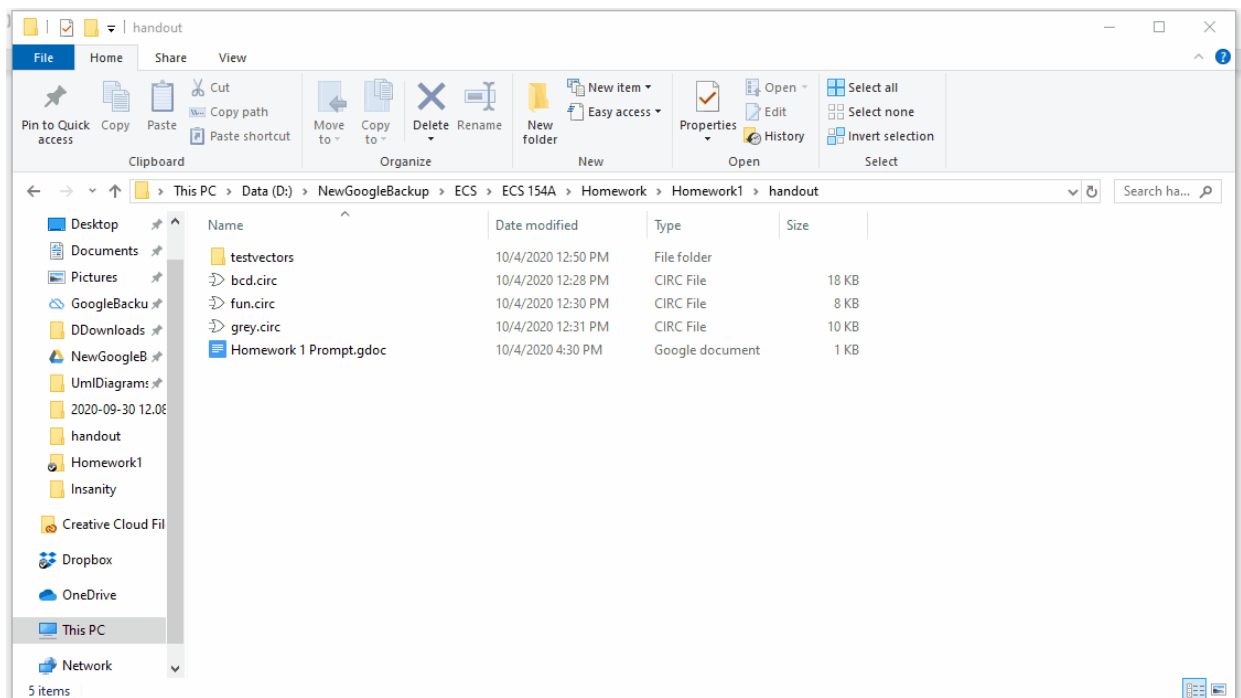 handout
File Home Share View
Pin to Quick access
Copy
Paste
Cut
Copy path
Paste shortcut
Clipboard
Move to
Copy to
Delete
Rename
Organize
New folder
New item
Easy access
New
Properties
Open
Edit
History
Open
Select all
Select none
Invert selection
Select
This PC > Data (D:) > NewGoogleBackup > ECS > ECS 154A > Homework > Homework1 > handout
Search ha...
Desktop
Documents
Pictures
GoogleBacku
DDownloads
NewGoogleB
UmlDiagrams
2020-09-30 12.08
handout
Homework1
Insanity
Creative Cloud Fil
Dropbox
OneDrive
This PC
Network
Name Date modified Type Size
testvectors 10/4/2020 12:50 PM File folder
bcd.circ 10/4/2020 12:28 PM CIRC File 18 KB
fun.circ 10/4/2020 12:30 PM CIRC File 8 KB
grey.circ 10/4/2020 12:31 PM CIRC File 10 KB
Homework 1 Prompt.gdoc 10/4/2020 4:30 PM Google document 1 KB
5 items